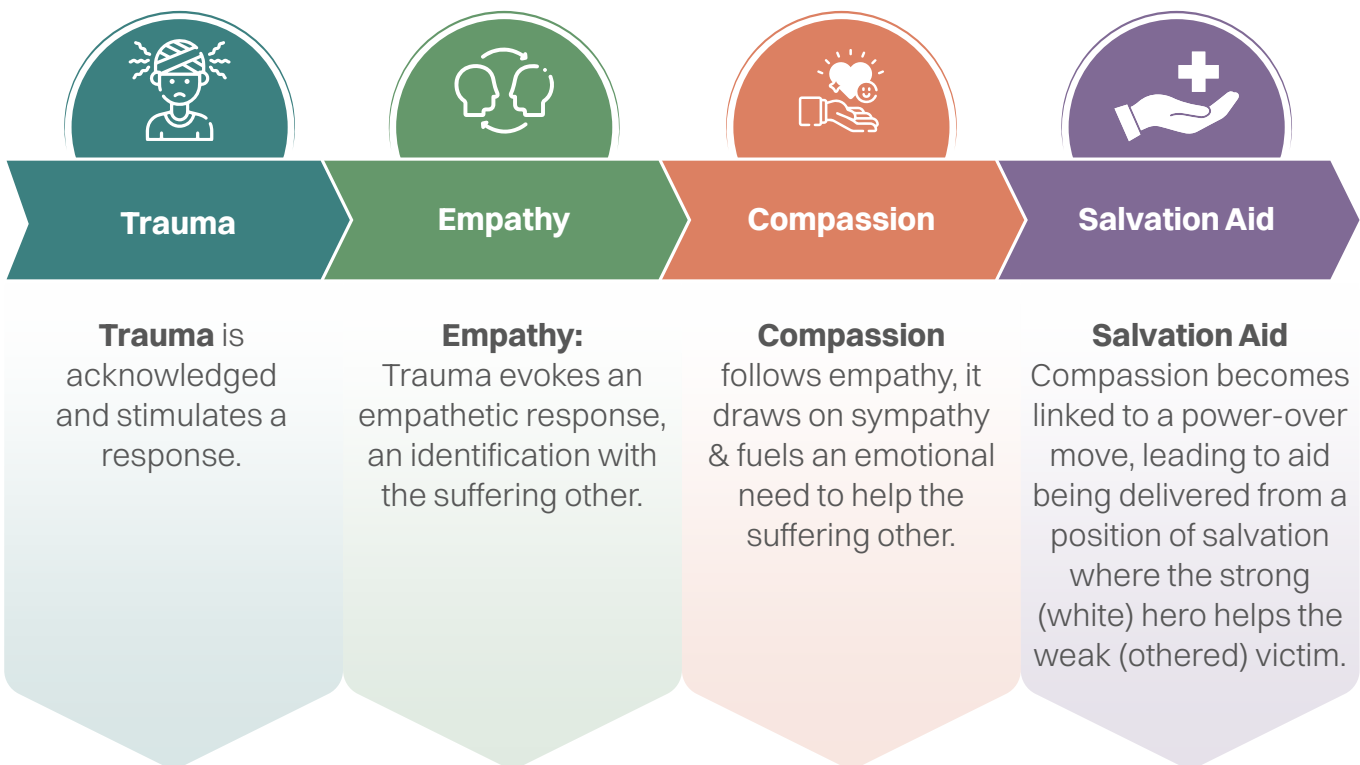 Trauma
Empathy
Compassion
Salvation Aid
Trauma is
acknowledged
and stimulates a
response.
Empathy:
Trauma evokes an
empathetic response,
an identification with
the suffering other.
Compassion
follows empathy, it
draws on sympathy
& fuels an emotional
need to help the
suffering other.
Salvation Aid
Compassion becomes
linked to a power-over
move, leading to aid
being delivered from a
position of salvation
where the strong
(white) hero helps the
weak (othered) victim.